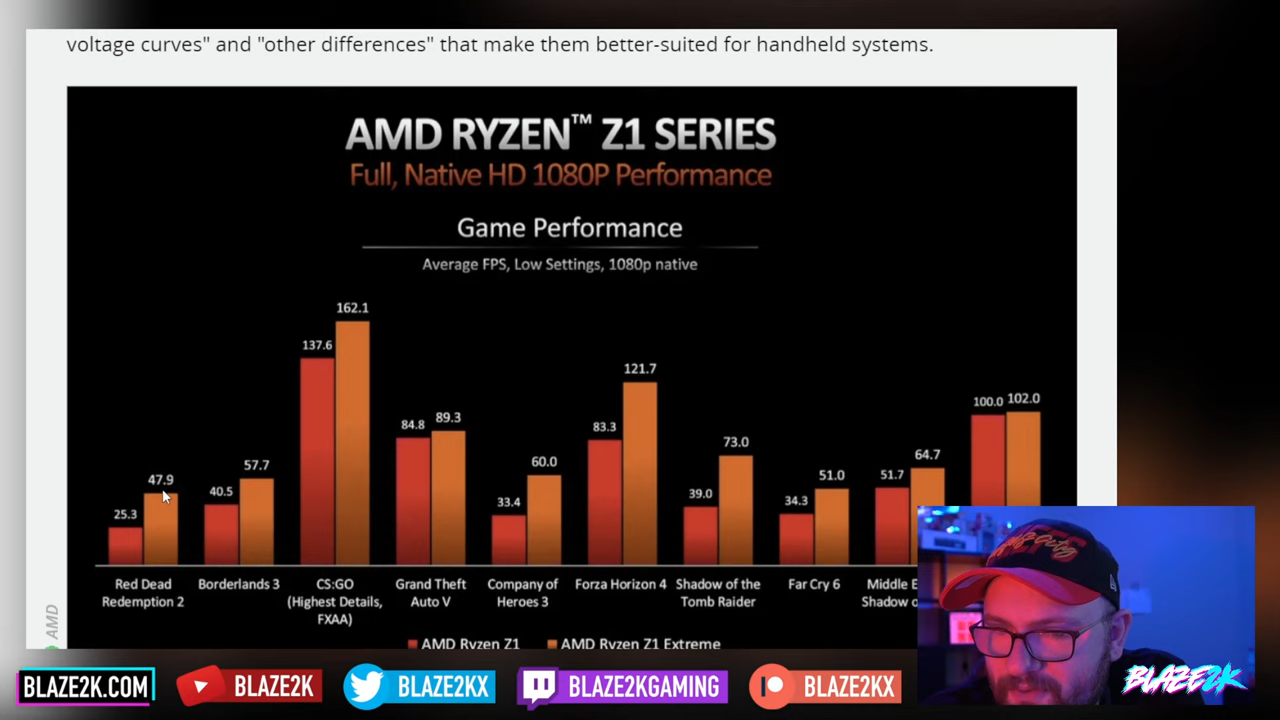 voltage curves" and "other differences" that make them better-suited for handheld systems.
AMD RYZEN™ Z1 SERIES
Full, Native HD 1080P Performance
Game Performance
Average FPS, Low Settings, 1080p native
25.3
47.9
40.5
57.7
137.6
162.1
84.8
89.3
33.4
60.0
83.3
121.7
39.0
73.0
34.3
51.0
51.7
64.7
100.0
102.0
Red Dead
Redemption 2
Borderlands 3
CS:GO
(Highest Details,
FXAA)
Grand Theft
Auto V
Company of
Heroes 3
Forza Horizon 4
Shadow of the
Tomb Raider
Far Cry 6
Middle
Shadow
AMD Ryzen Z1
AMD Ryzen Z1 Extreme
AMD
BLAZE2K.COM
BLAZE2K
BLAZE2KX
BLAZE2KGAMING
BLAZE2KX
BLAZE2K